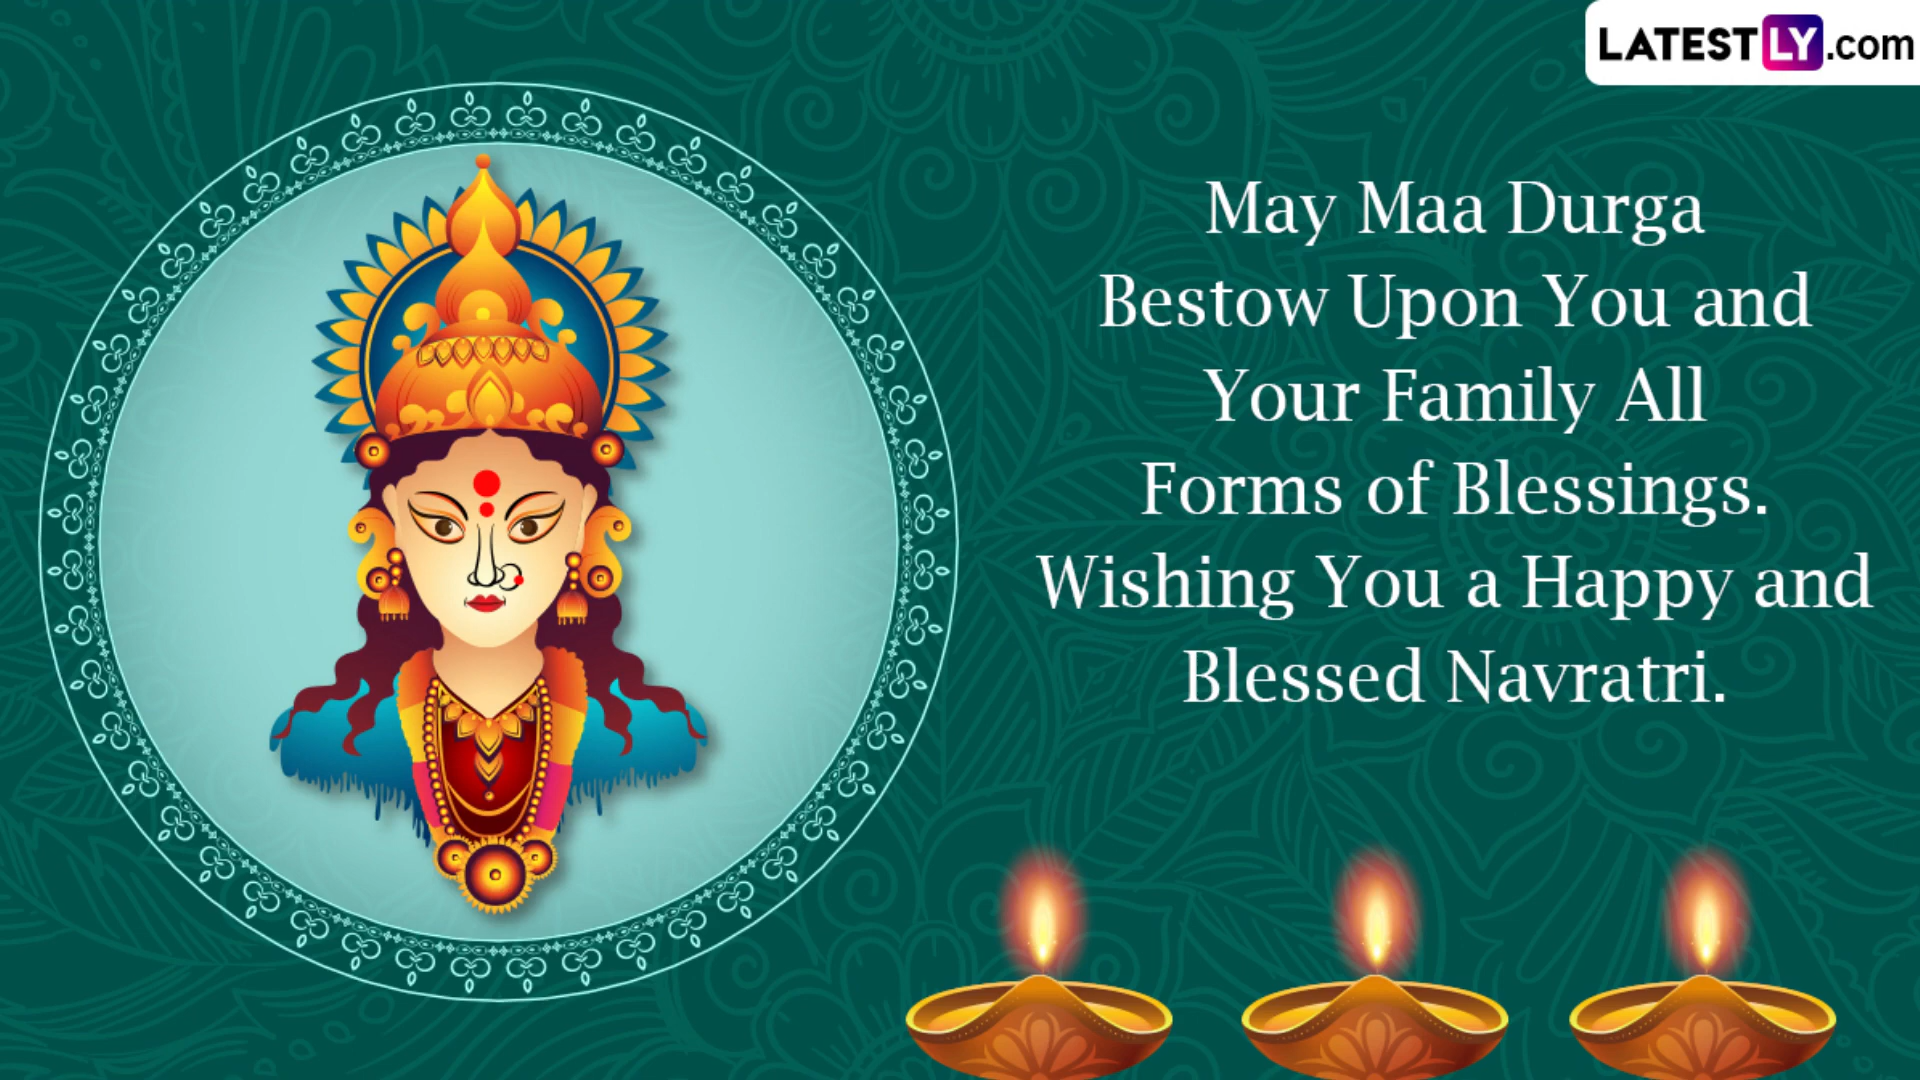 LATESTLY.com
May Maa Durga
Bestow Upon You and
Your Family All
Forms of Blessings.
Wishing You a Happy and
Blessed Navratri.